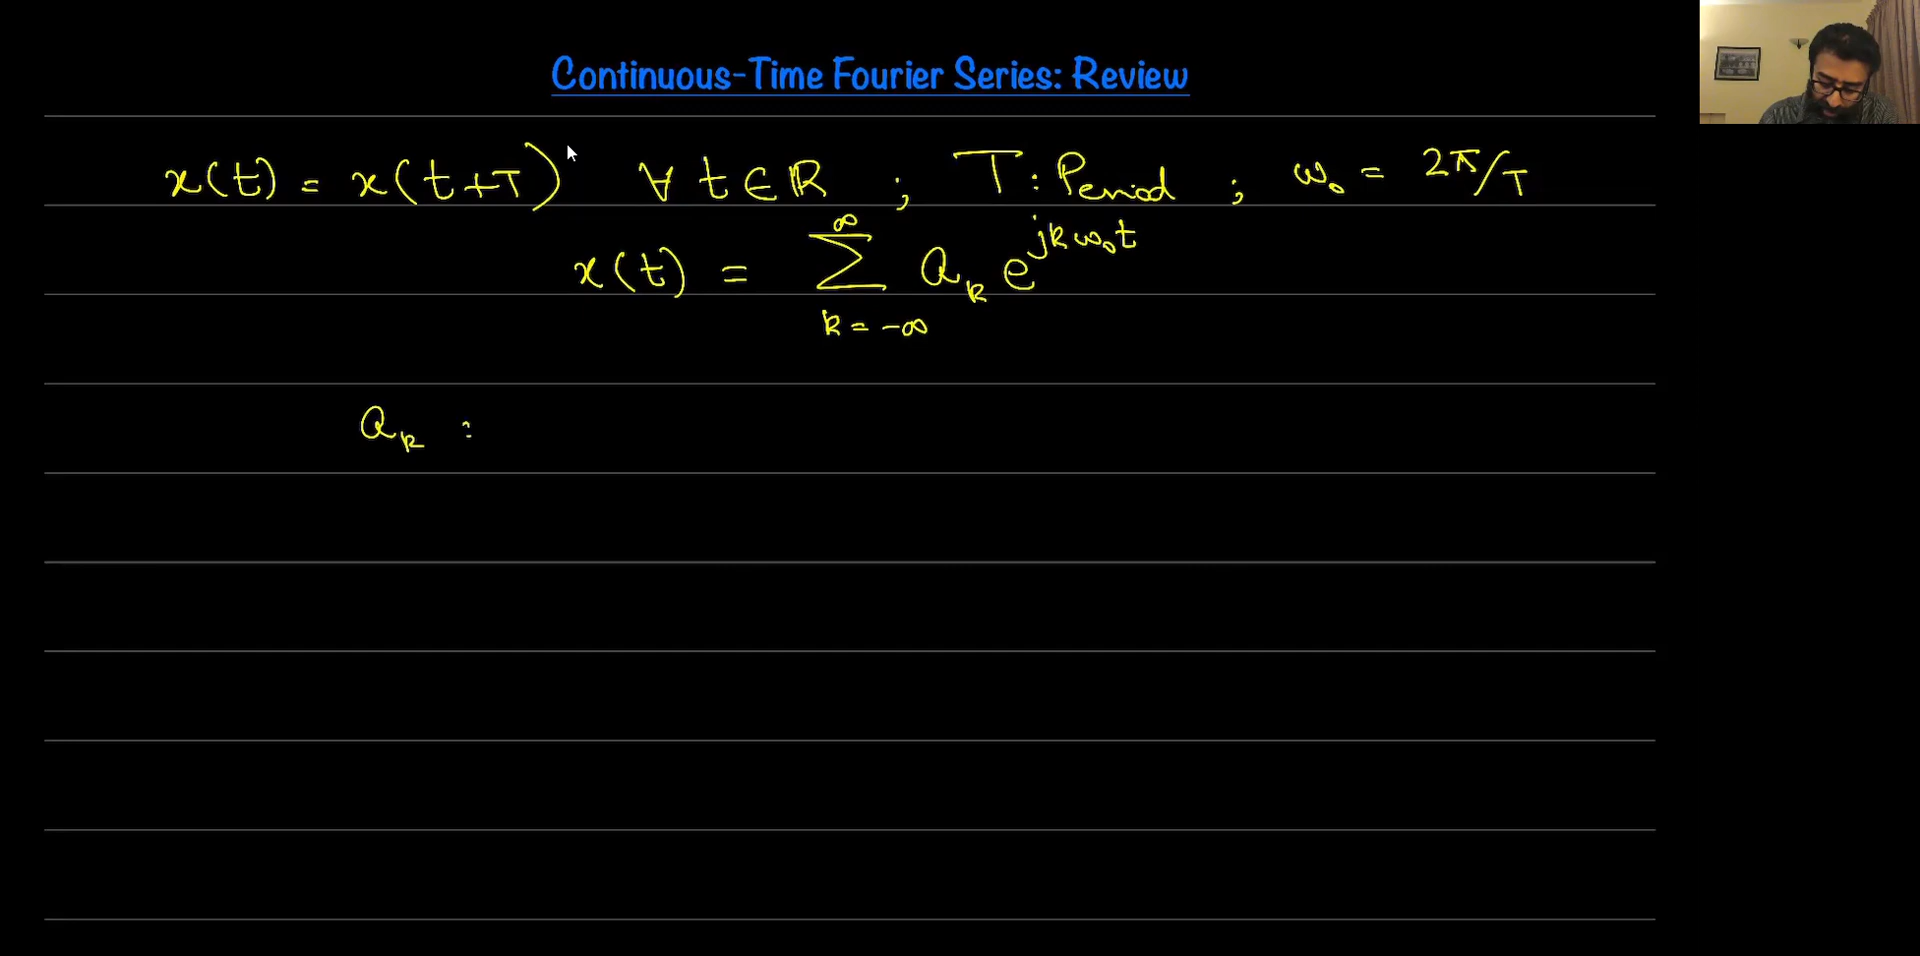 Continuous-Time Fourier Series: Review
x(t) = x(t+T) ∀ t ∈ ℝ ; T : Period ; ω₀ = 2π/T
x(t) = ∑_{k=-∞}^{∞} a_k e^{jkω₀t}
a_k :